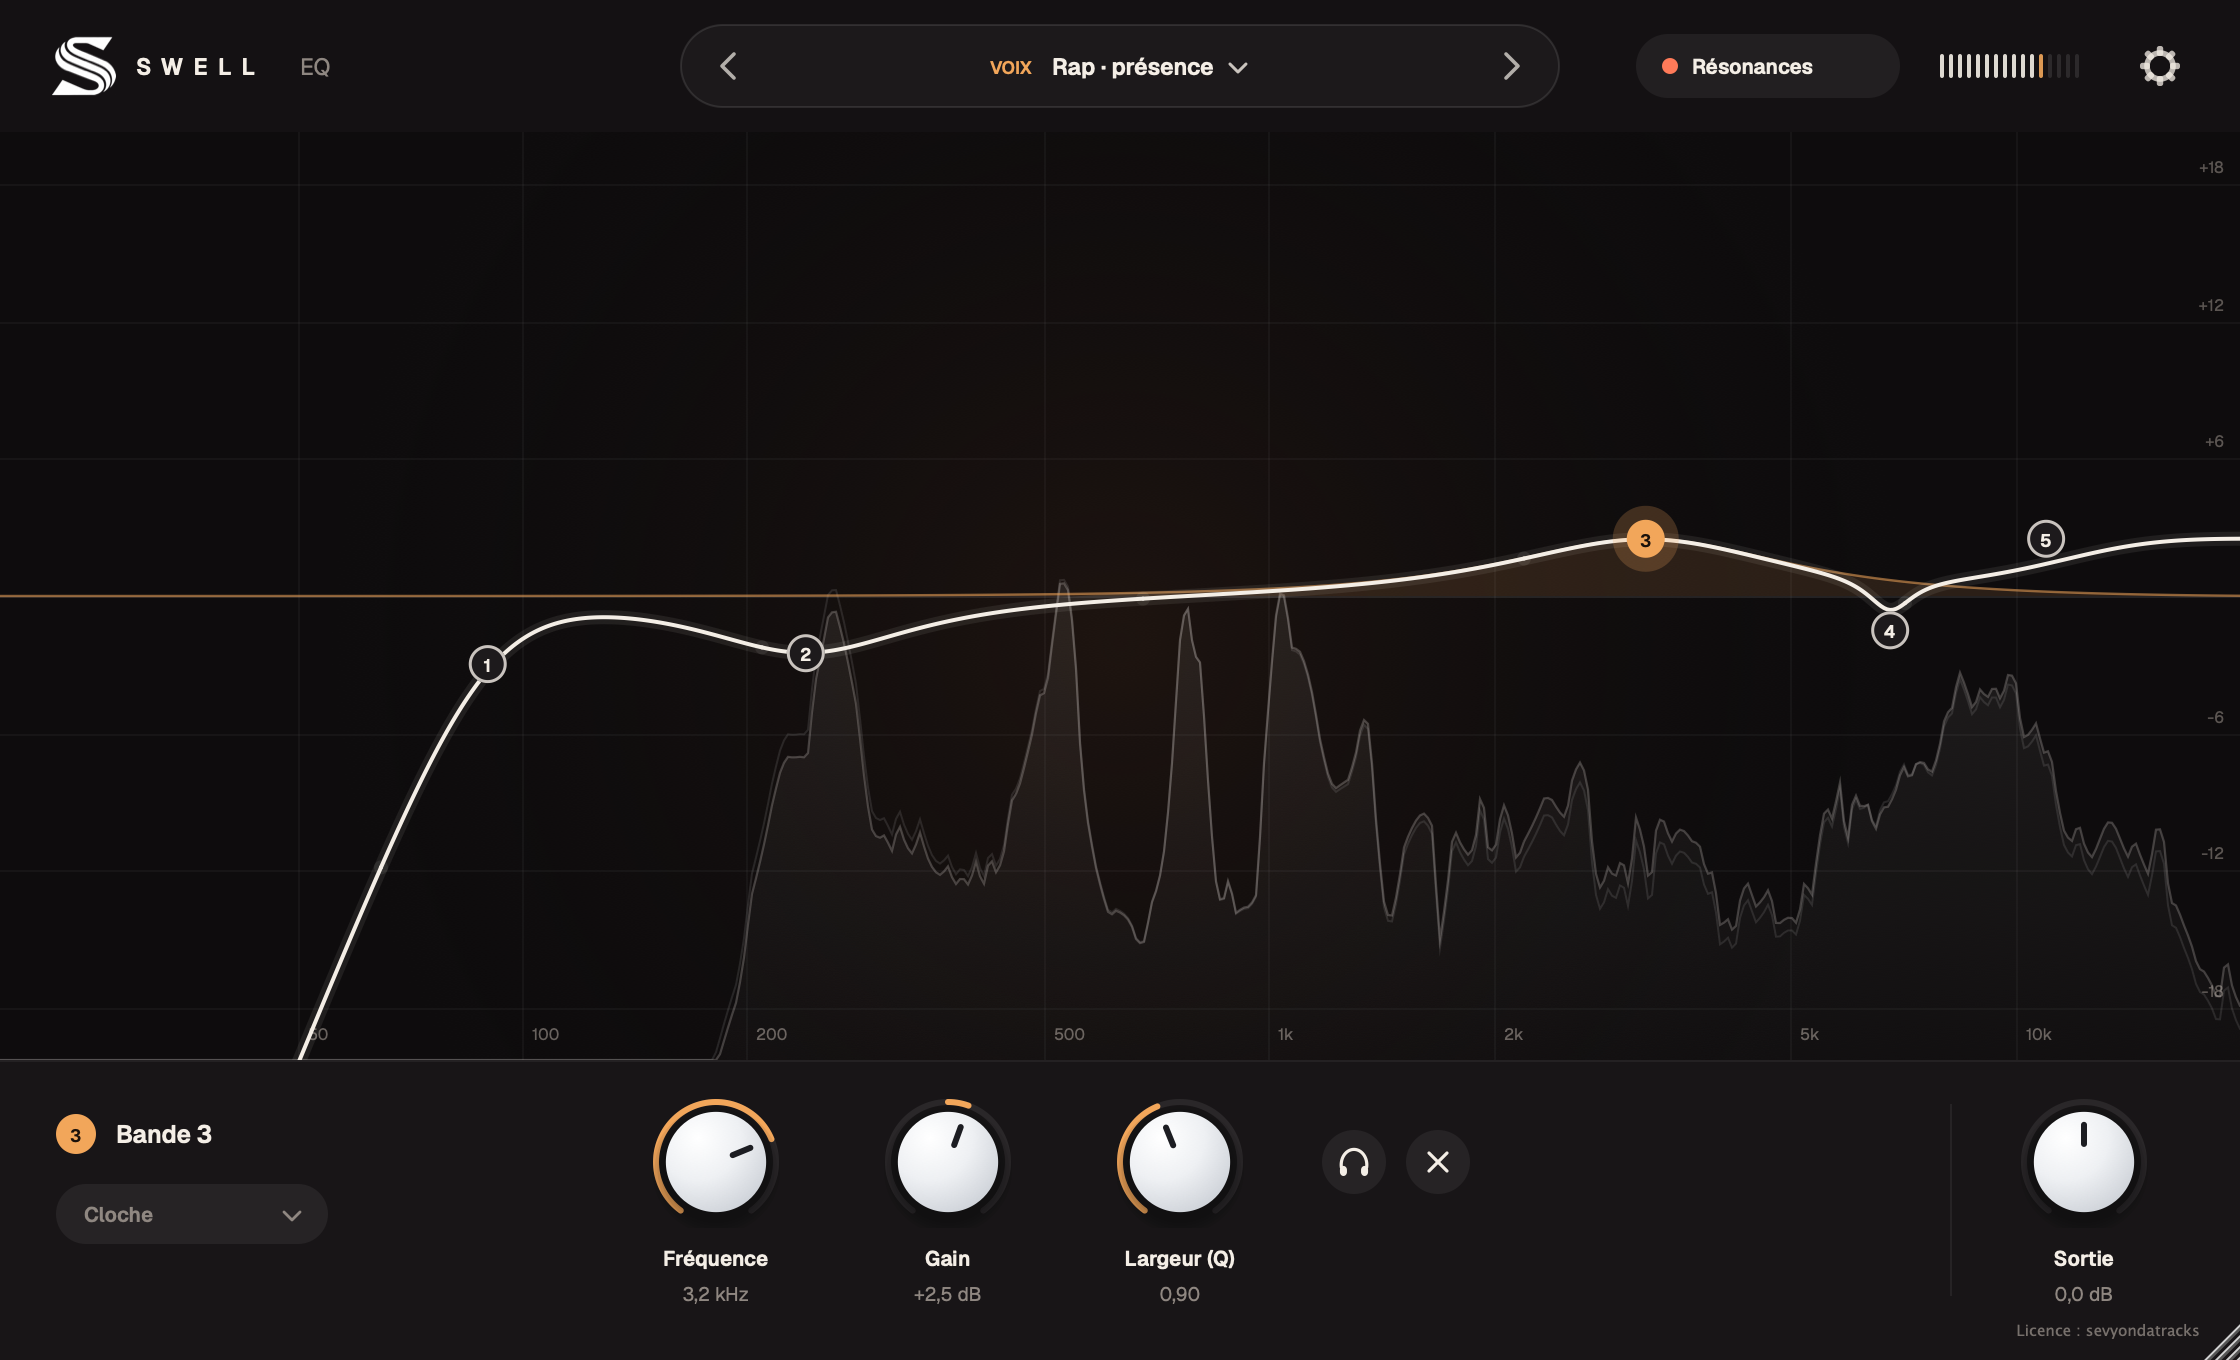 SWELL EQ
VOIX Rap · présence
Résonances
+18
+12
+6
-6
-12
-18
50 100 200 500 1k 2k 5k 10k
1
2
3
4
5
3 Bande 3
Cloche
Fréquence
3,2 kHz
Gain
+2,5 dB
Largeur (Q)
0,90
Sortie
0,0 dB
Licence : sevyondatracks